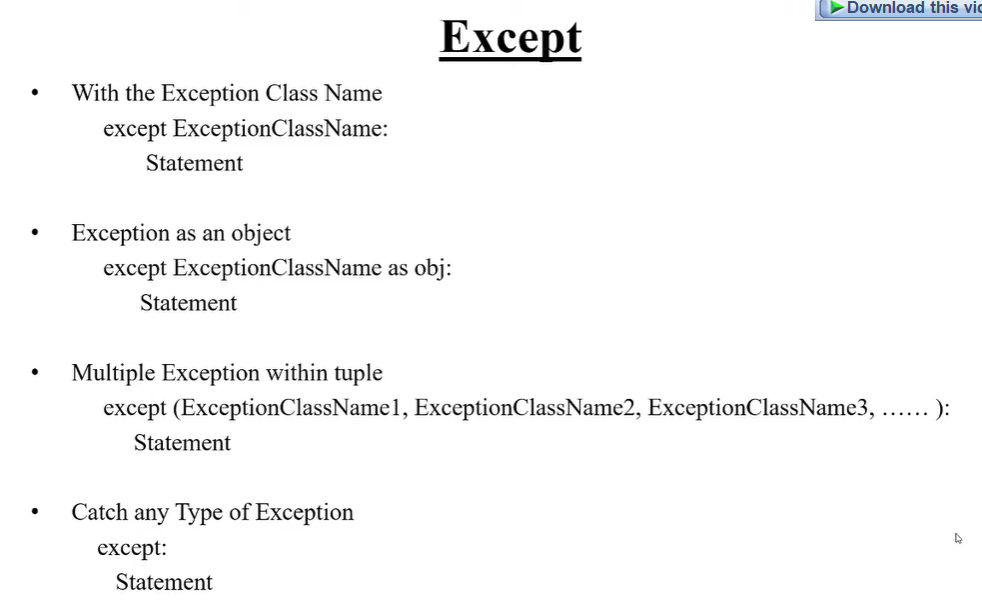 Download this vi
Except
• With the Exception Class Name
except ExceptionClassName:
Statement
• Exception as an object
except ExceptionClassName as obj:
Statement
• Multiple Exception within tuple
except (ExceptionClassName1, ExceptionClassName2, ExceptionClassName3, …… ):
Statement
• Catch any Type of Exception
except:
Statement